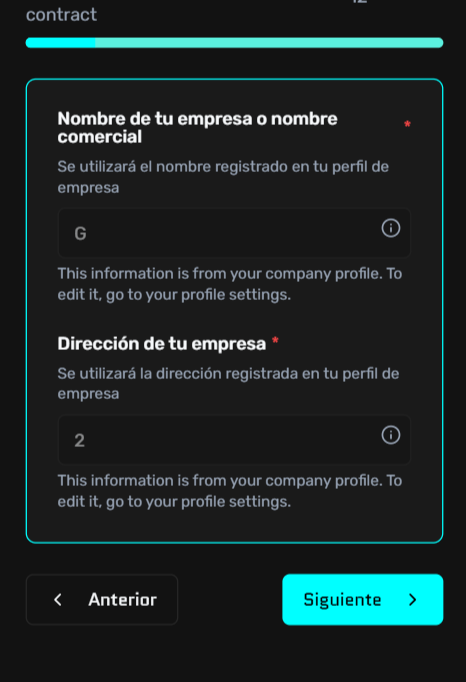 contract
Nombre de tu empresa o nombre
comercial *
Se utilizará el nombre registrado en tu perfil de
empresa
G
This information is from your company profile. To
edit it, go to your profile settings.
Dirección de tu empresa *
Se utilizará la dirección registrada en tu perfil de
empresa
2
This information is from your company profile. To
edit it, go to your profile settings.
Anterior
Siguiente